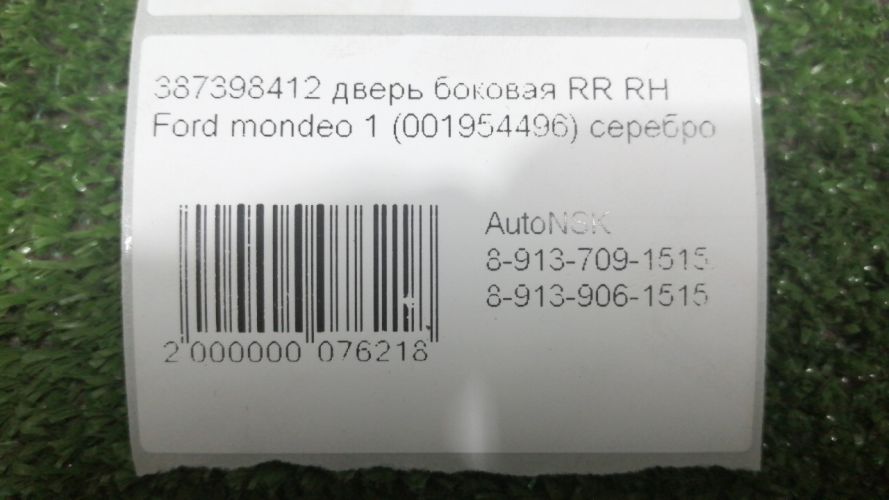 387398412 дверь боковая RR RH
Ford mondeo 1 (001954496) серебро
AutoNSK
8-913-709-1515
8-913-906-1515
2 000000 076218